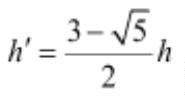 h′ = (3 − √5)/2 h